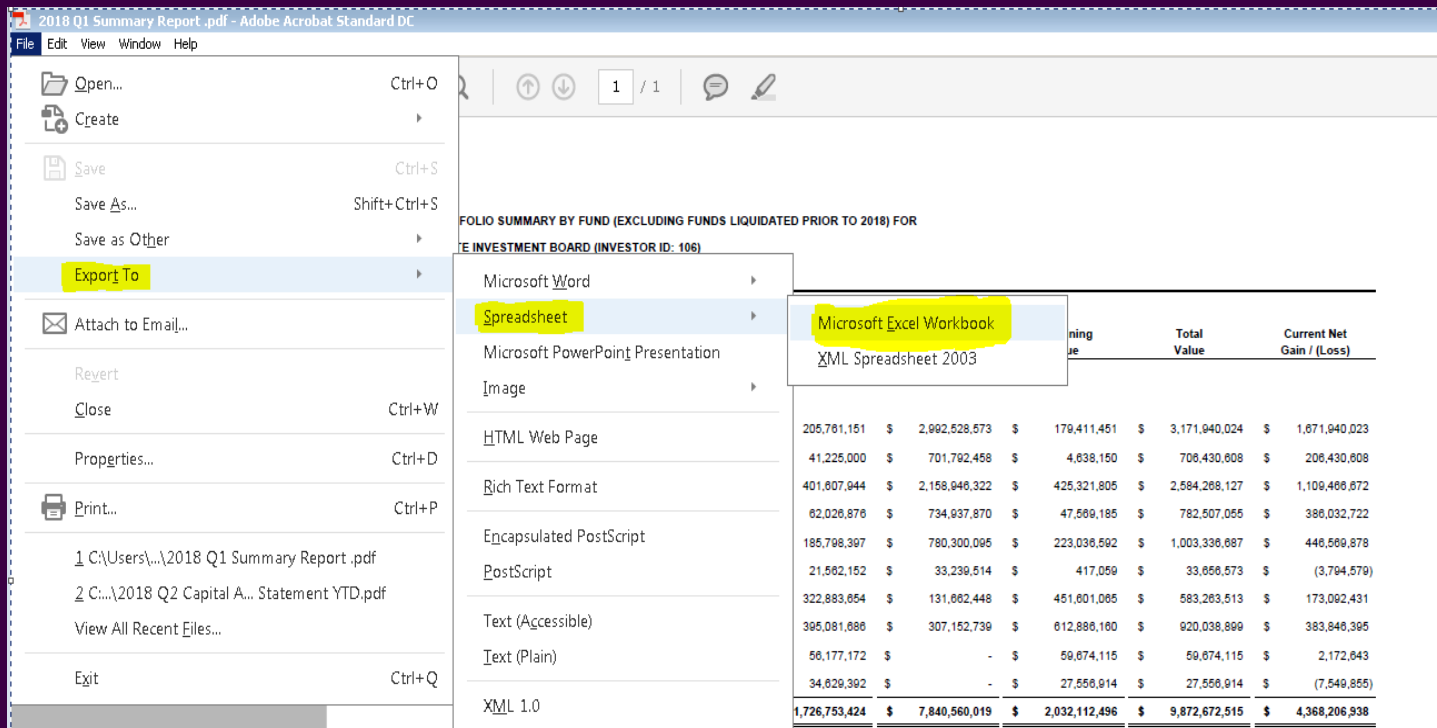 2018 Q1 Summary Report .pdf - Adobe Acrobat Standard DC
File Edit View Window Help
Open... Ctrl+O
Create
Save Ctrl+S
Save As... Shift+Ctrl+S
Save as Other
Export To
Attach to Email...
Revert
Close Ctrl+W
Properties... Ctrl+D
Print... Ctrl+P
1 C:\Users\...\2018 Q1 Summary Report .pdf
2 C:...\2018 Q2 Capital A... Statement YTD.pdf
View All Recent Files...
Exit Ctrl+Q
Microsoft Word
Spreadsheet
Microsoft PowerPoint Presentation
Image
HTML Web Page
Rich Text Format
Encapsulated PostScript
PostScript
Text (Accessible)
Text (Plain)
XML 1.0
Microsoft Excel Workbook
XML Spreadsheet 2003
1 / 1
FOLIO SUMMARY BY FUND (EXCLUDING FUNDS LIQUIDATED PRIOR TO 2018) FOR
TE INVESTMENT BOARD (INVESTOR ID: 106)
ning Total Current Net
ue Value Gain / (Loss)
205,761,151 $ 2,992,528,573 $ 179,411,451 $ 3,171,940,024 $ 1,671,940,023
41,225,000 $ 701,792,458 $ 4,638,150 $ 706,430,608 $ 206,430,608
401,607,944 $ 2,158,946,322 $ 425,321,805 $ 2,584,268,127 $ 1,109,466,672
62,026,876 $ 734,937,870 $ 47,569,185 $ 782,507,055 $ 386,032,722
185,798,397 $ 780,300,095 $ 223,036,592 $ 1,003,336,687 $ 446,569,878
21,562,152 $ 33,239,514 $ 417,059 $ 33,656,573 $ (3,794,579)
322,883,654 $ 131,662,448 $ 451,601,065 $ 583,263,513 $ 173,092,431
395,081,686 $ 307,152,739 $ 612,886,160 $ 920,038,899 $ 383,846,395
56,177,172 $ - $ 59,674,115 $ 59,674,115 $ 2,172,643
34,629,392 $ - $ 27,556,914 $ 27,556,914 $ (7,549,855)
1,726,753,424 $ 7,840,560,019 $ 2,032,112,496 $ 9,872,672,515 $ 4,368,206,938